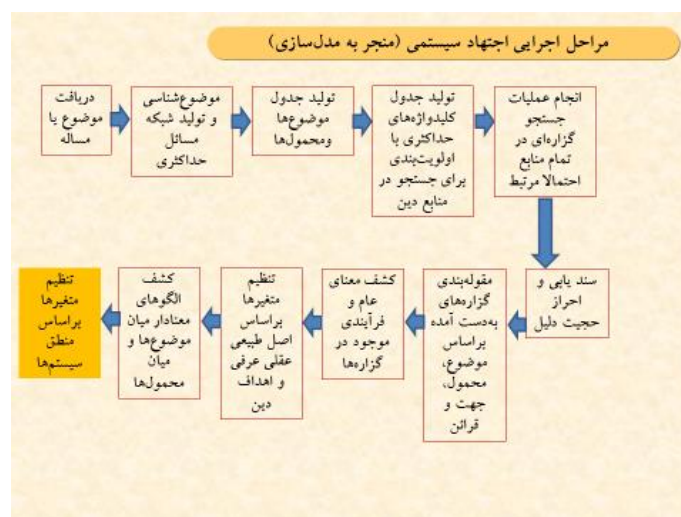 مراحل اجرایی اجتهاد سیستمی (منجر به مدل‌سازی)
دریافت
موضوع یا
مساله
موضوع‌شناسی
و تولید شبکه
مسائل
حداکثری
تولید جدول
موضوع‌ها
ومحمول‌ها
تولید جدول
کلیدواژه‌های
حداکثری با
اولویت‌بندی
برای جستجو در
منابع دین
انجام عملیات
جستجو
گزاره‌ای در
تمام منابع
احتمالا مرتبط
سند یابی و
احراز
حجیت دلیل
مقوله‌بندی
گزاره‌های
به‌دست آمده
براساس
موضوع،
محمول،
جهت و
قرائن
کشف معنای
عام و
فرآیندی
موجود در
گزاره‌ها
تنظیم
متغیرها
براساس
اصل طبیعی
عقلی عرفی
و اهداف
دین
کشف
الگوهای
معنادار میان
موضوع‌ها و
میان
محمول‌ها
تنظیم
متغیرها
براساس
منطق
سیستم‌ها